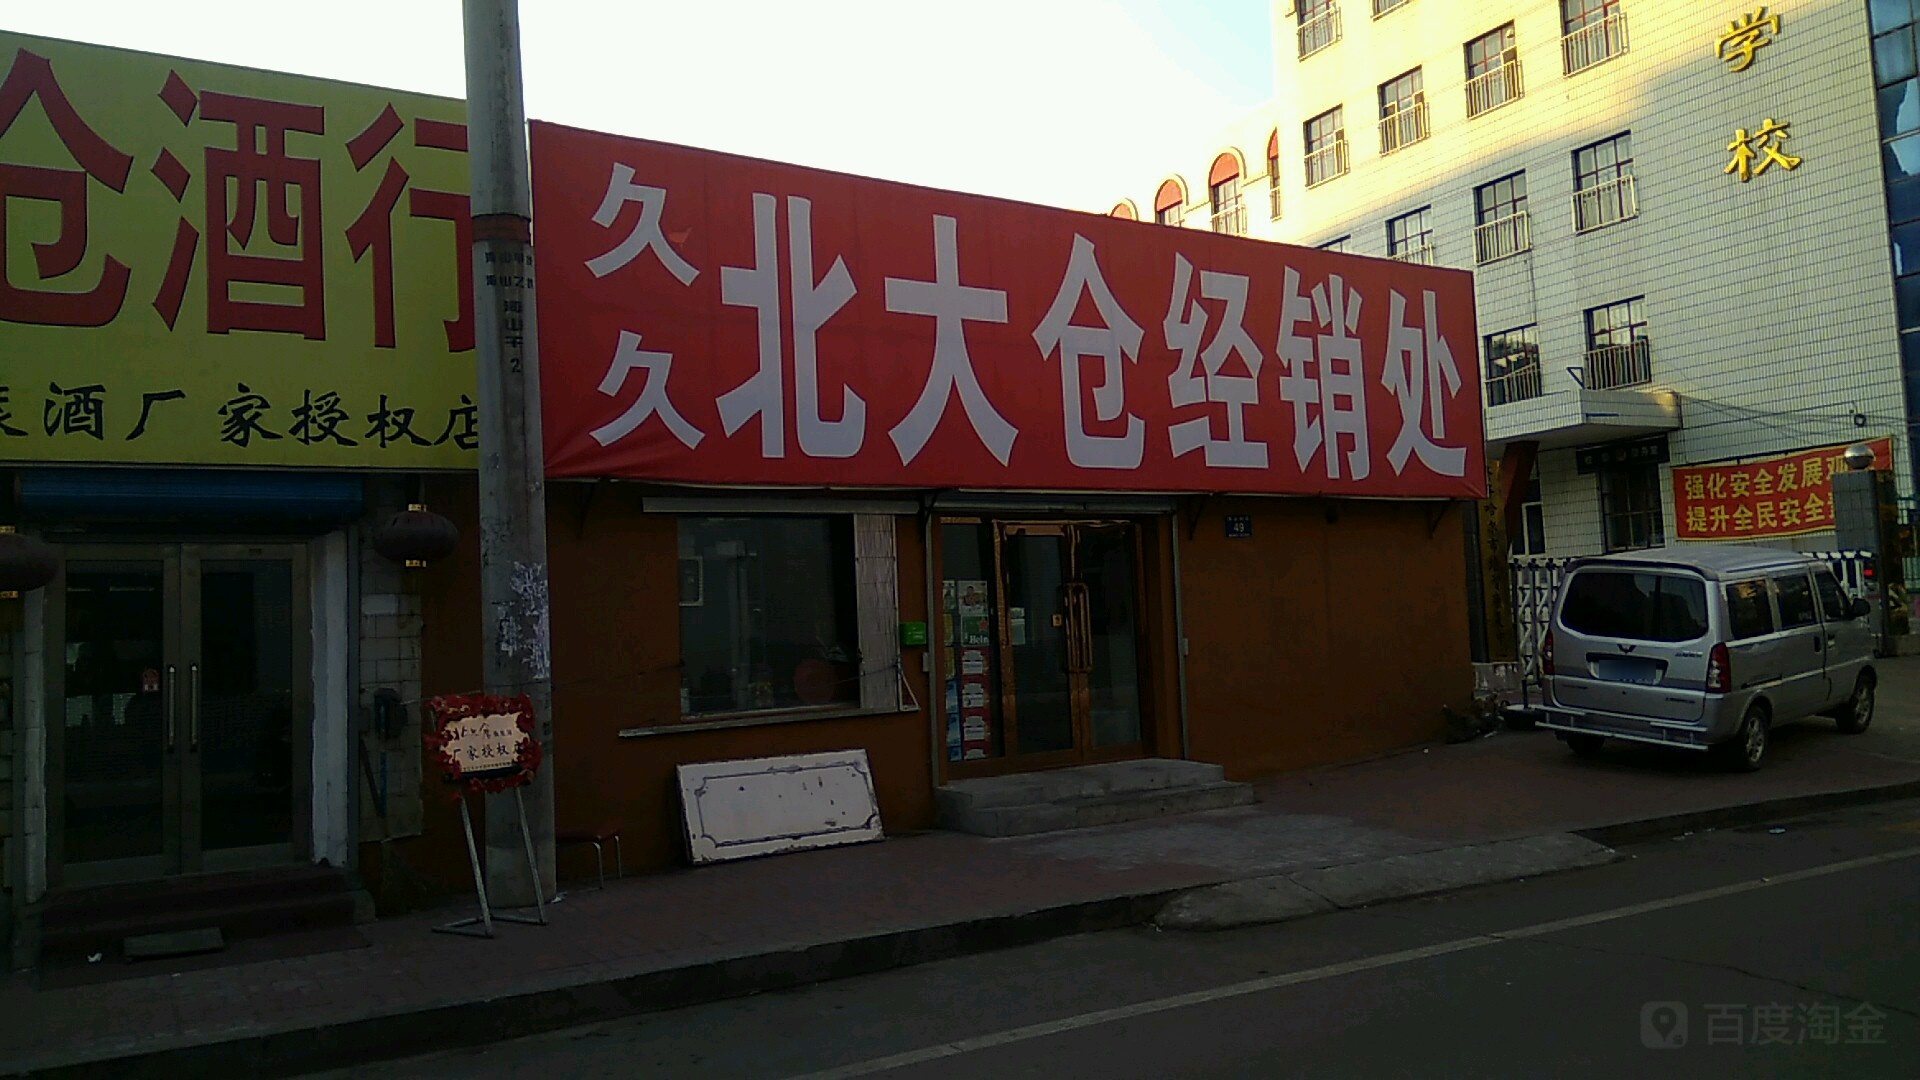 仓酒行
酒厂家授权店
久久
北大仓经销处
学校
强化安全发展观
提升全民安全
49
厂家授权店
百度淘金